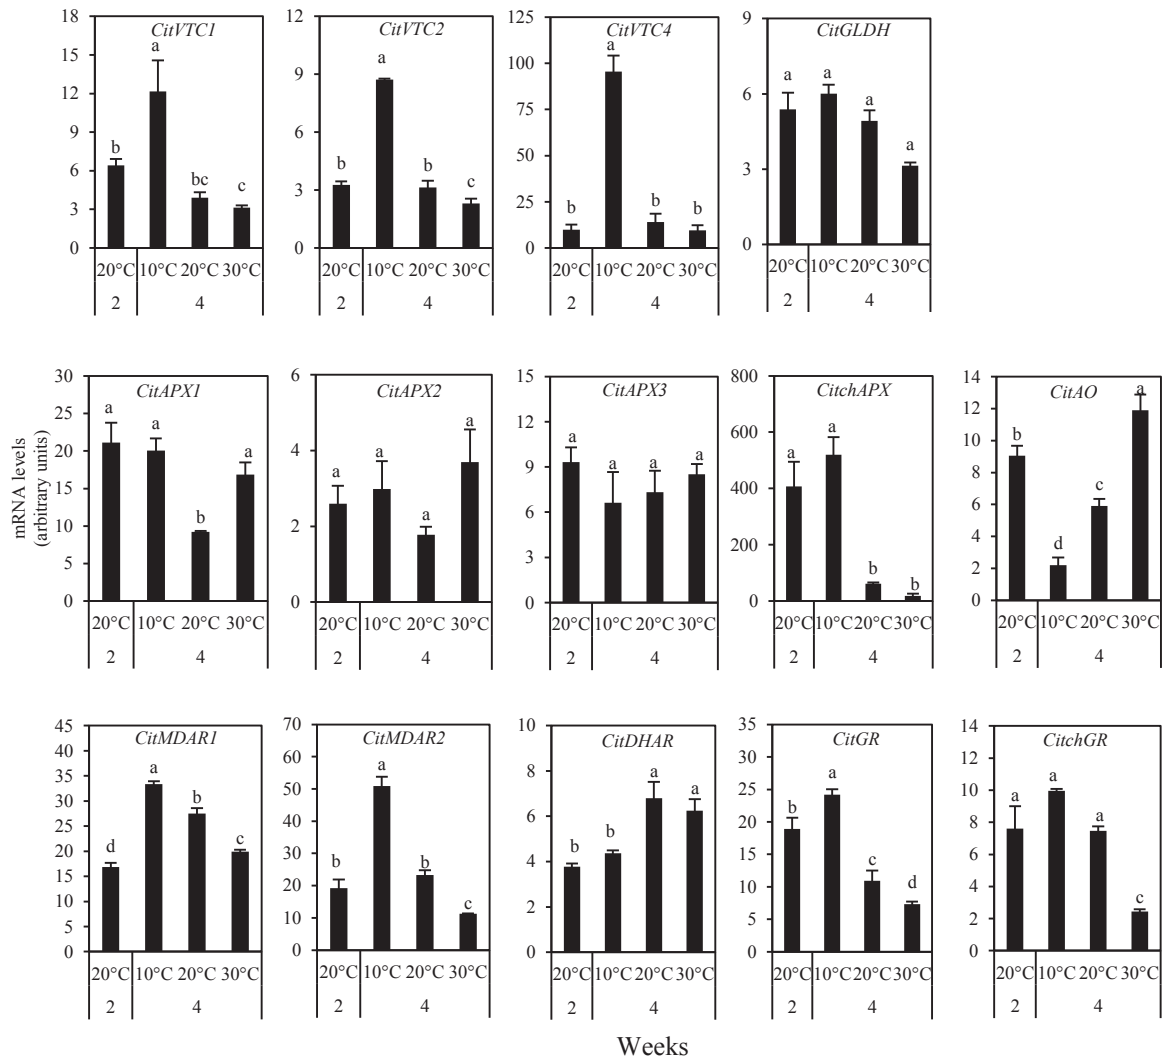 CitVTC1
18
15
12
9
6
3
0
b
a
bc
c
20°C 10°C 20°C 30°C
2 4
CitVTC2
12
9
6
3
0
b
a
b
c
20°C 10°C 20°C 30°C
2 4
CitVTC4
125
100
75
50
25
0
b
a
b
b
20°C 10°C 20°C 30°C
2 4
CitGLDH
9
6
3
0
a
a
a
a
20°C 10°C 20°C 30°C
2 4
mRNA levels
(arbitrary units)
CitAPX1
30
25
20
15
10
5
0
a
a
b
a
20°C 10°C 20°C 30°C
2 4
CitAPX2
6
4
2
0
a
a
a
a
20°C 10°C 20°C 30°C
2 4
CitAPX3
15
12
9
6
3
0
a
a
a
a
20°C 10°C 20°C 30°C
2 4
CitchAPX
800
600
400
200
0
a
a
b
b
20°C 10°C 20°C 30°C
2 4
CitAO
14
12
10
8
6
4
2
0
b
d
c
a
20°C 10°C 20°C 30°C
2 4
CitMDAR1
45
40
35
30
25
20
15
10
5
0
d
a
b
c
20°C 10°C 20°C 30°C
2 4
CitMDAR2
70
60
50
40
30
20
10
0
b
a
b
c
20°C 10°C 20°C 30°C
2 4
CitDHAR
10
8
6
4
2
0
b
b
a
a
20°C 10°C 20°C 30°C
2 4
CitGR
35
30
25
20
15
10
5
0
b
a
c
d
20°C 10°C 20°C 30°C
2 4
CitchGR
14
12
10
8
6
4
2
0
a
a
a
c
20°C 10°C 20°C 30°C
2 4
Weeks